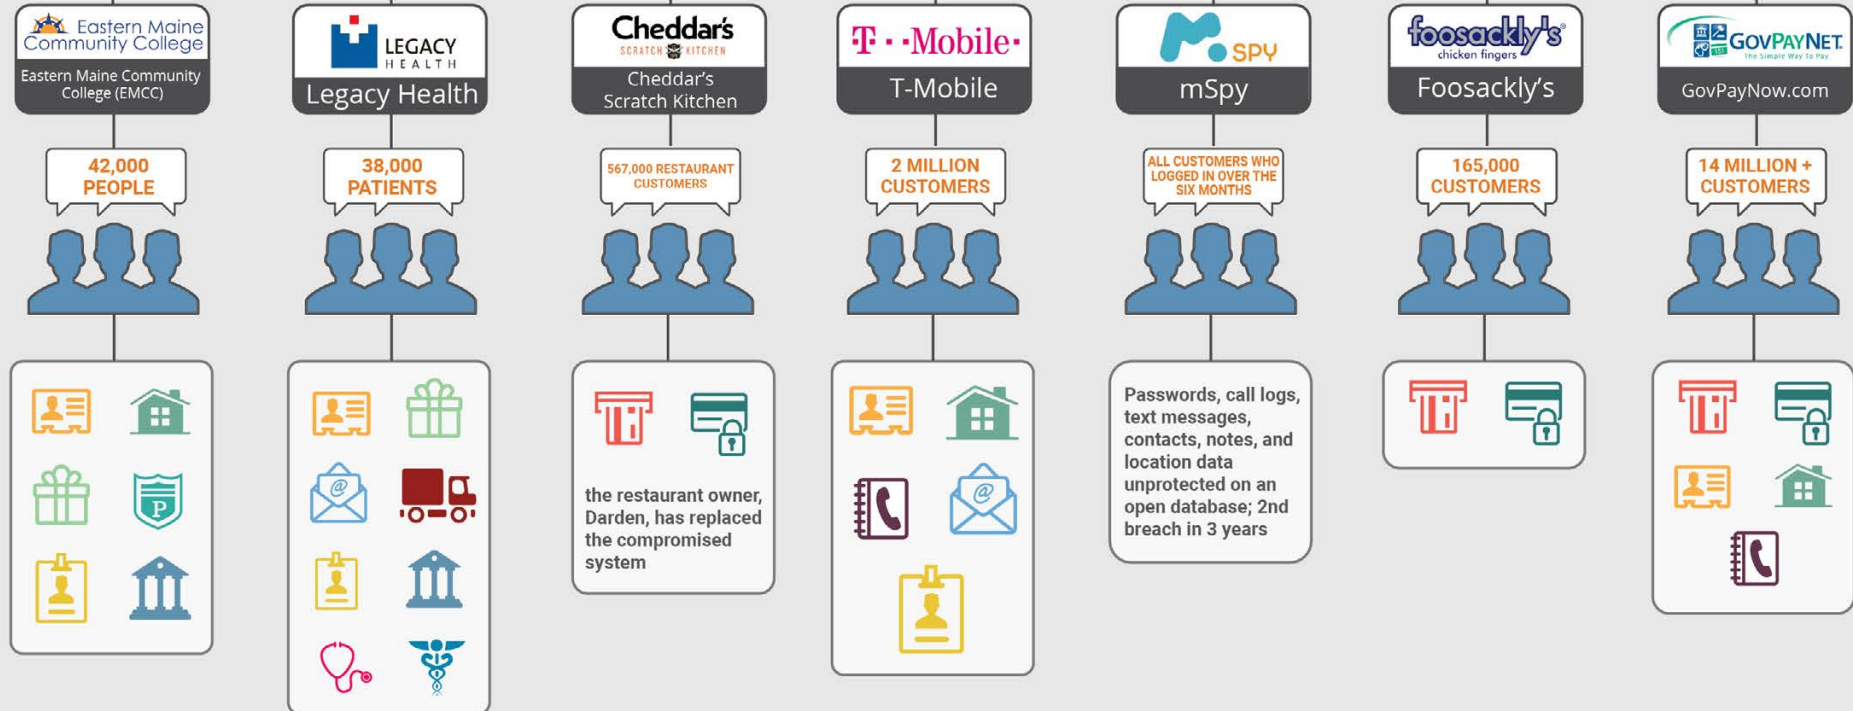 Eastern Maine
Community College
Eastern Maine Community
College (EMCC)
42,000
PEOPLE
P
LEGACY
HEALTH
Legacy Health
38,000
PATIENTS
@
Cheddar's
SCRATCH KITCHEN
Cheddar's
Scratch Kitchen
567,000 RESTAURANT
CUSTOMERS
the restaurant owner,
Darden, has replaced
the compromised
system
T··Mobile·
T-Mobile
2 MILLION
CUSTOMERS
@
m.
SPY
mSpy
ALL CUSTOMERS WHO
LOGGED IN OVER THE
SIX MONTHS
Passwords, call logs,
text messages,
contacts, notes, and
location data
unprotected on an
open database; 2nd
breach in 3 years
foosackly's®
chicken fingers
Foosackly's
165,000
CUSTOMERS
GOVPAYNET.
The Simple Way To Pay
GovPayNow.com
14 MILLION +
CUSTOMERS